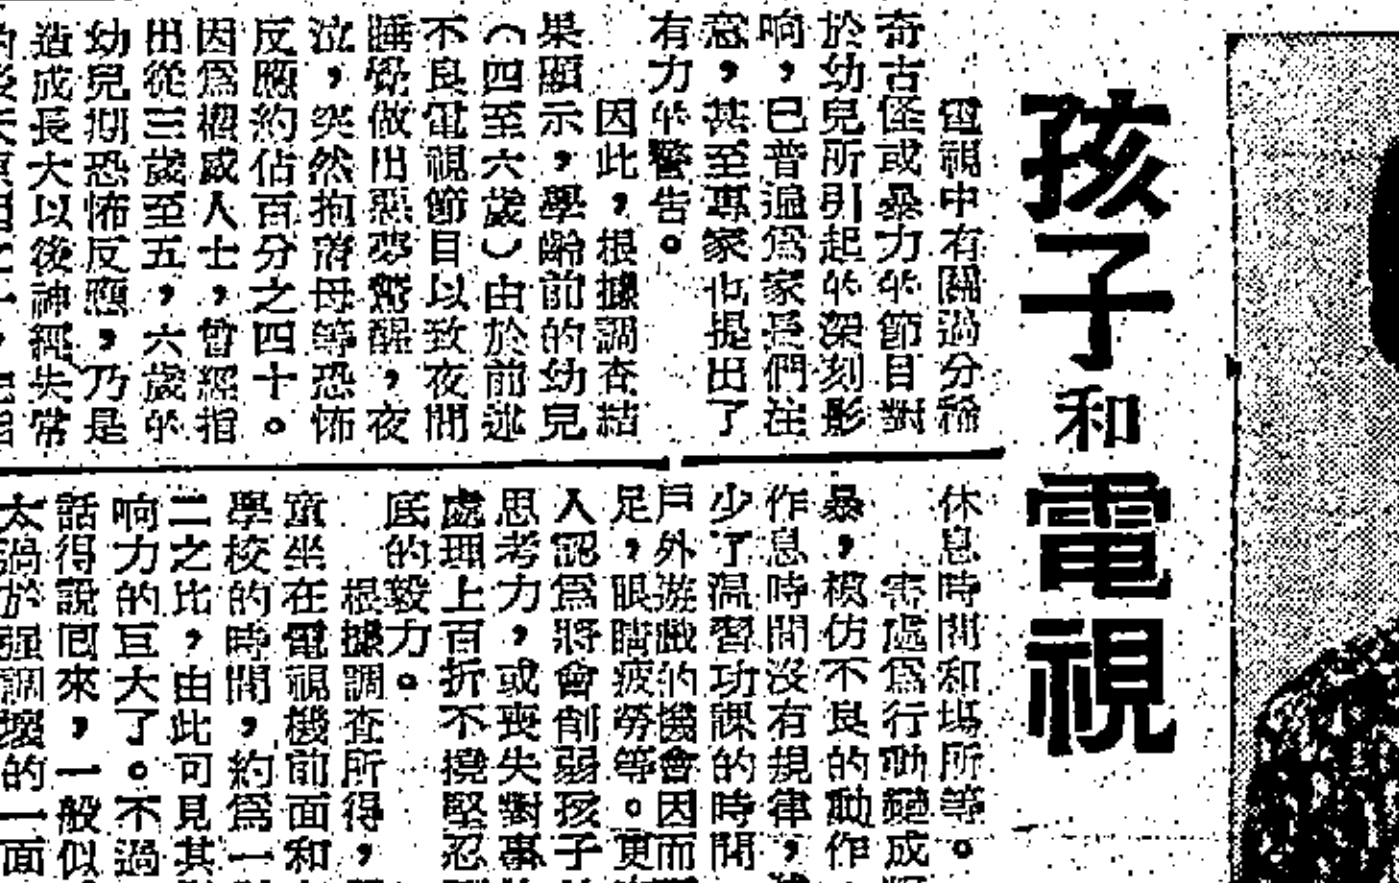 孩子和電視
電視中有關過分稀
奇古怪或暴力的節目對
於幼兒所引起的深刻影
响，已普遍爲家長們注
意，甚至專家也提出了
有力的警告。
因此，根據調查結
果顯示，學齡前的幼兒
（四至六歲）由於前述
不良電視節目以致夜間
睡覺做出惡夢驚醒，夜
泣，突然抱着母等恐怖
反應約佔百分之四十。
因爲權威人士，曾經指
出從三歲至五，六歲的
幼兒期恐怖反應，乃是
造成長大以後神經失常
休息時間和場所等。
害處爲行動變成
暴，模仿不良的動作
作息時間没有規律，
少了温習功課的時間
戶外遊戲的機會因而
足，眼睛疲勞等。更
人認爲將會削弱孩子
思考力，或喪失對事
處理上百折不撓堅忍
底的毅力。
根據調查所得，
童坐在電視機前面和
學校的時間，約爲一
二之比，由此可見其
响力的巨大了。不過
話得說囘來，一般似
太過於强調壞的一面